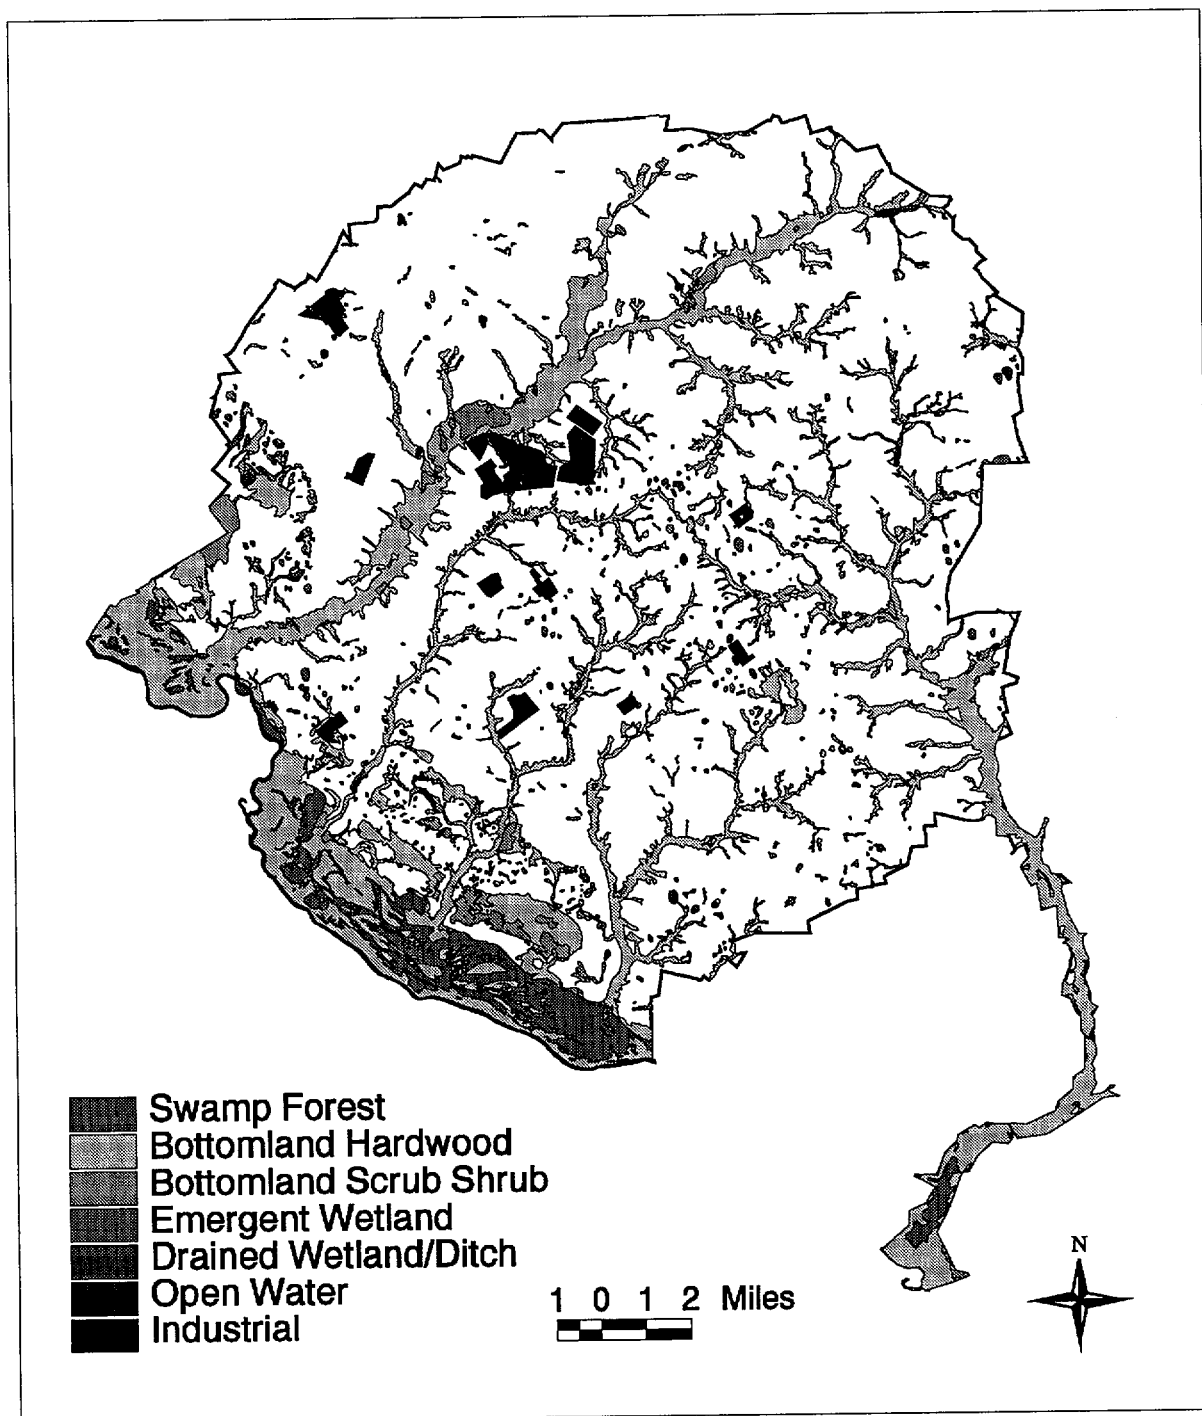 Swamp Forest
Bottomland Hardwood
Bottomland Scrub Shrub
Emergent Wetland
Drained Wetland/Ditch
Open Water
Industrial
1 0 1 2 Miles
N